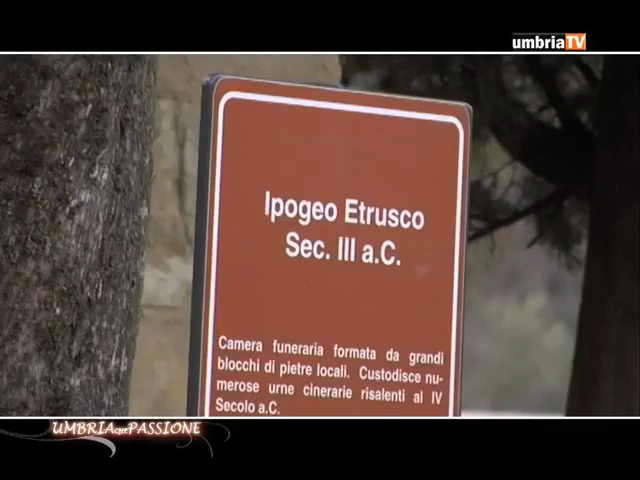 umbriaTV
Ipogeo Etrusco
Sec. III a.C.
Camera funeraria formata da grandi
blocchi di pietre locali. Custodisce nu-
merose urne cinerarie risalenti al IV
Secolo a.C.
UMBRIA che PASSIONE